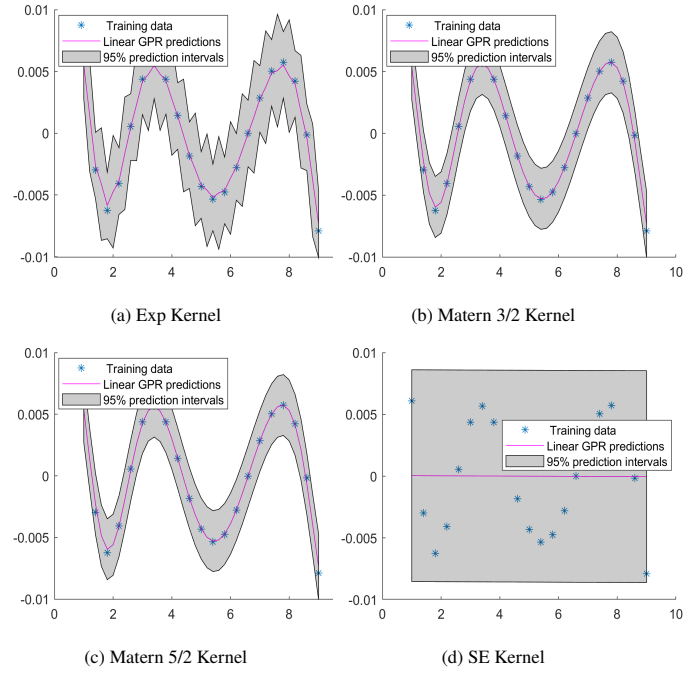 0.01
0.005
0
-0.005
-0.01
0 2 4 6 8
Training data
Linear GPR predictions
95% prediction intervals
(a) Exp Kernel
0.01
0.005
0
-0.005
-0.01
0 2 4 6 8 10
Training data
Linear GPR predictions
95% prediction intervals
(b) Matern 3/2 Kernel
0.01
0.005
0
-0.005
-0.01
0 2 4 6 8 10
Training data
Linear GPR predictions
95% prediction intervals
(c) Matern 5/2 Kernel
0.01
0.005
0
-0.005
-0.01
0 2 4 6 8 10
Training data
Linear GPR predictions
95% prediction intervals
(d) SE Kernel